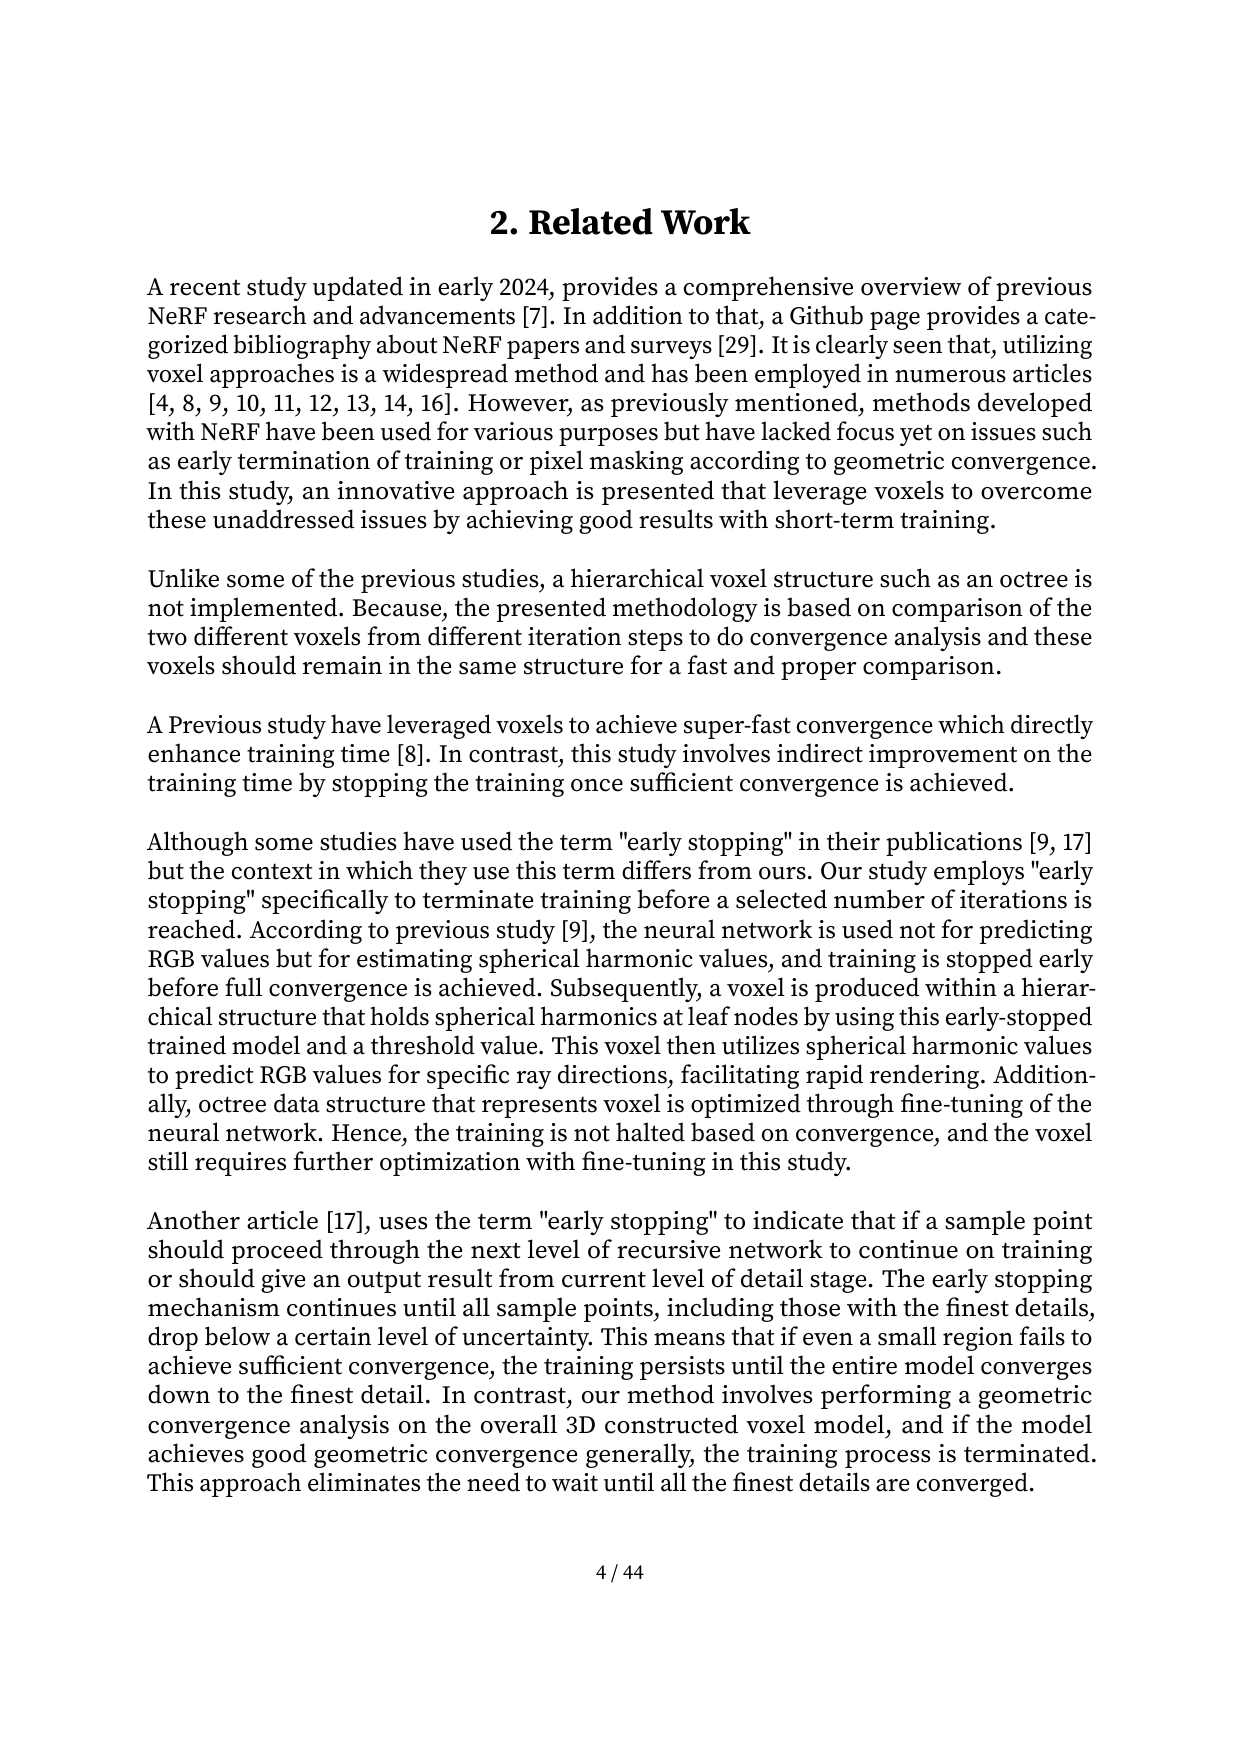 2. Related Work
A recent study updated in early 2024, provides a comprehensive overview of previous
NeRF research and advancements [7]. In addition to that, a Github page provides a cate-
gorized bibliography about NeRF papers and surveys [29]. It is clearly seen that, utilizing
voxel approaches is a widespread method and has been employed in numerous articles
[4, 8, 9, 10, 11, 12, 13, 14, 16]. However, as previously mentioned, methods developed
with NeRF have been used for various purposes but have lacked focus yet on issues such
as early termination of training or pixel masking according to geometric convergence.
In this study, an innovative approach is presented that leverage voxels to overcome
these unaddressed issues by achieving good results with short-term training.
Unlike some of the previous studies, a hierarchical voxel structure such as an octree is
not implemented. Because, the presented methodology is based on comparison of the
two different voxels from different iteration steps to do convergence analysis and these
voxels should remain in the same structure for a fast and proper comparison.
A Previous study have leveraged voxels to achieve super-fast convergence which directly
enhance training time [8]. In contrast, this study involves indirect improvement on the
training time by stopping the training once sufficient convergence is achieved.
Although some studies have used the term "early stopping" in their publications [9, 17]
but the context in which they use this term differs from ours. Our study employs "early
stopping" specifically to terminate training before a selected number of iterations is
reached. According to previous study [9], the neural network is used not for predicting
RGB values but for estimating spherical harmonic values, and training is stopped early
before full convergence is achieved. Subsequently, a voxel is produced within a hierar-
chical structure that holds spherical harmonics at leaf nodes by using this early-stopped
trained model and a threshold value. This voxel then utilizes spherical harmonic values
to predict RGB values for specific ray directions, facilitating rapid rendering. Addition-
ally, octree data structure that represents voxel is optimized through fine-tuning of the
neural network. Hence, the training is not halted based on convergence, and the voxel
still requires further optimization with fine-tuning in this study.
Another article [17], uses the term "early stopping" to indicate that if a sample point
should proceed through the next level of recursive network to continue on training
or should give an output result from current level of detail stage. The early stopping
mechanism continues until all sample points, including those with the finest details,
drop below a certain level of uncertainty. This means that if even a small region fails to
achieve sufficient convergence, the training persists until the entire model converges
down to the finest detail. In contrast, our method involves performing a geometric
convergence analysis on the overall 3D constructed voxel model, and if the model
achieves good geometric convergence generally, the training process is terminated.
This approach eliminates the need to wait until all the finest details are converged.
4 / 44